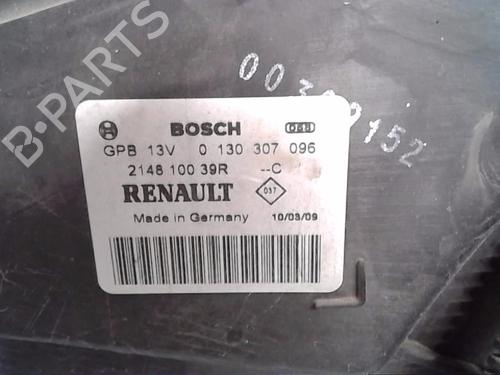 B-PARTS
BOSCH
GPB 13V 0 130 307 096
2148 100 39R --C
RENAULT
037
Made in Germany 10/03/09